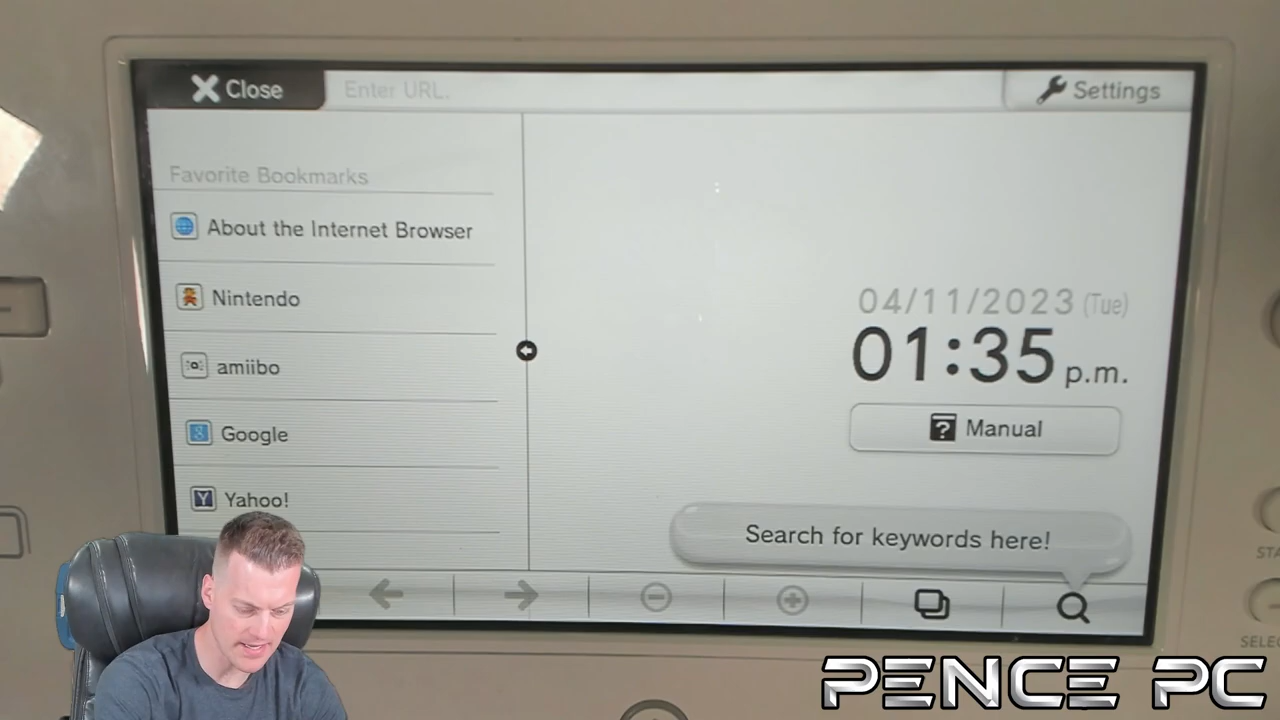 Close
Enter URL.
Settings
Favorite Bookmarks
About the Internet Browser
Nintendo
amiibo
Google
Yahoo!
04/11/2023 (Tue)
01:35 p.m.
Manual
Search for keywords here!
PENCE PC